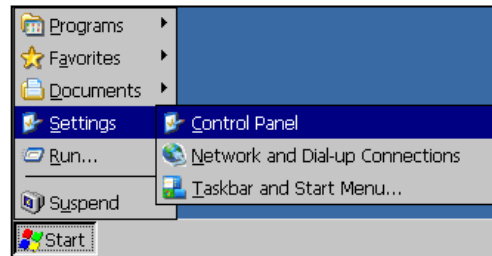 Programs
Favorites
Documents
Settings
Control Panel
Run...
Network and Dial-up Connections
Taskbar and Start Menu...
Suspend
Start